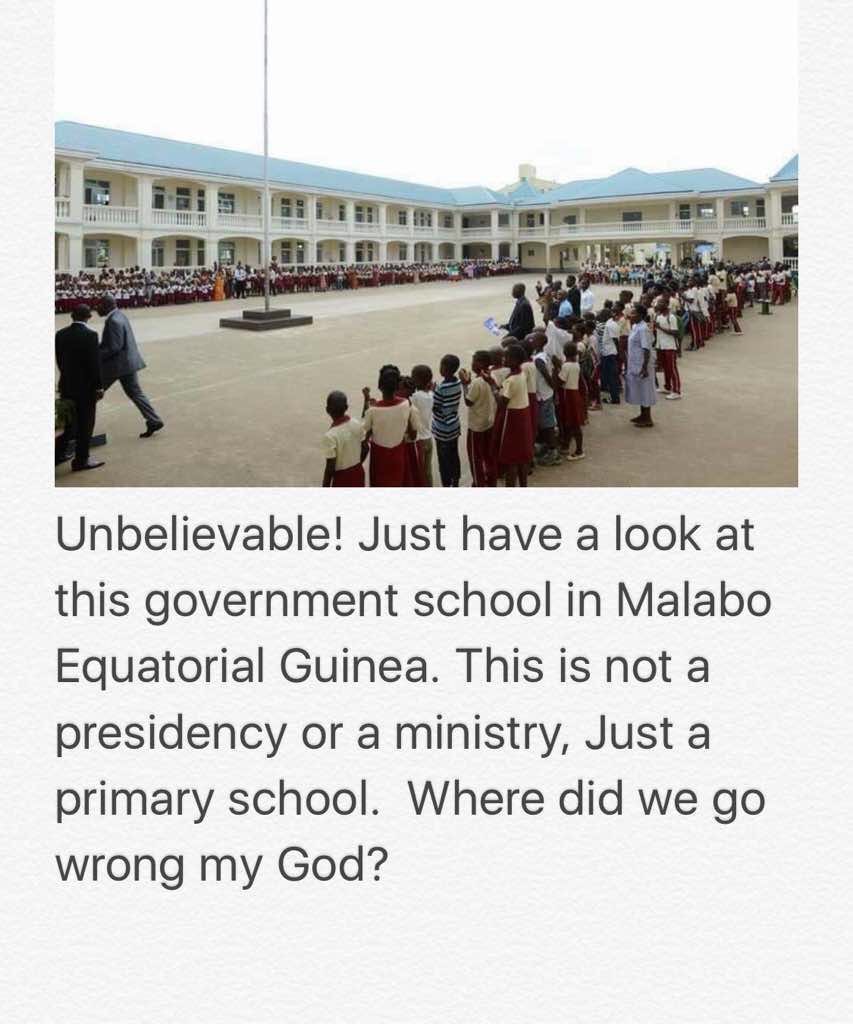 Unbelievable! Just have a look at
this government school in Malabo
Equatorial Guinea. This is not a
presidency or a ministry, Just a
primary school.  Where did we go
wrong my God?